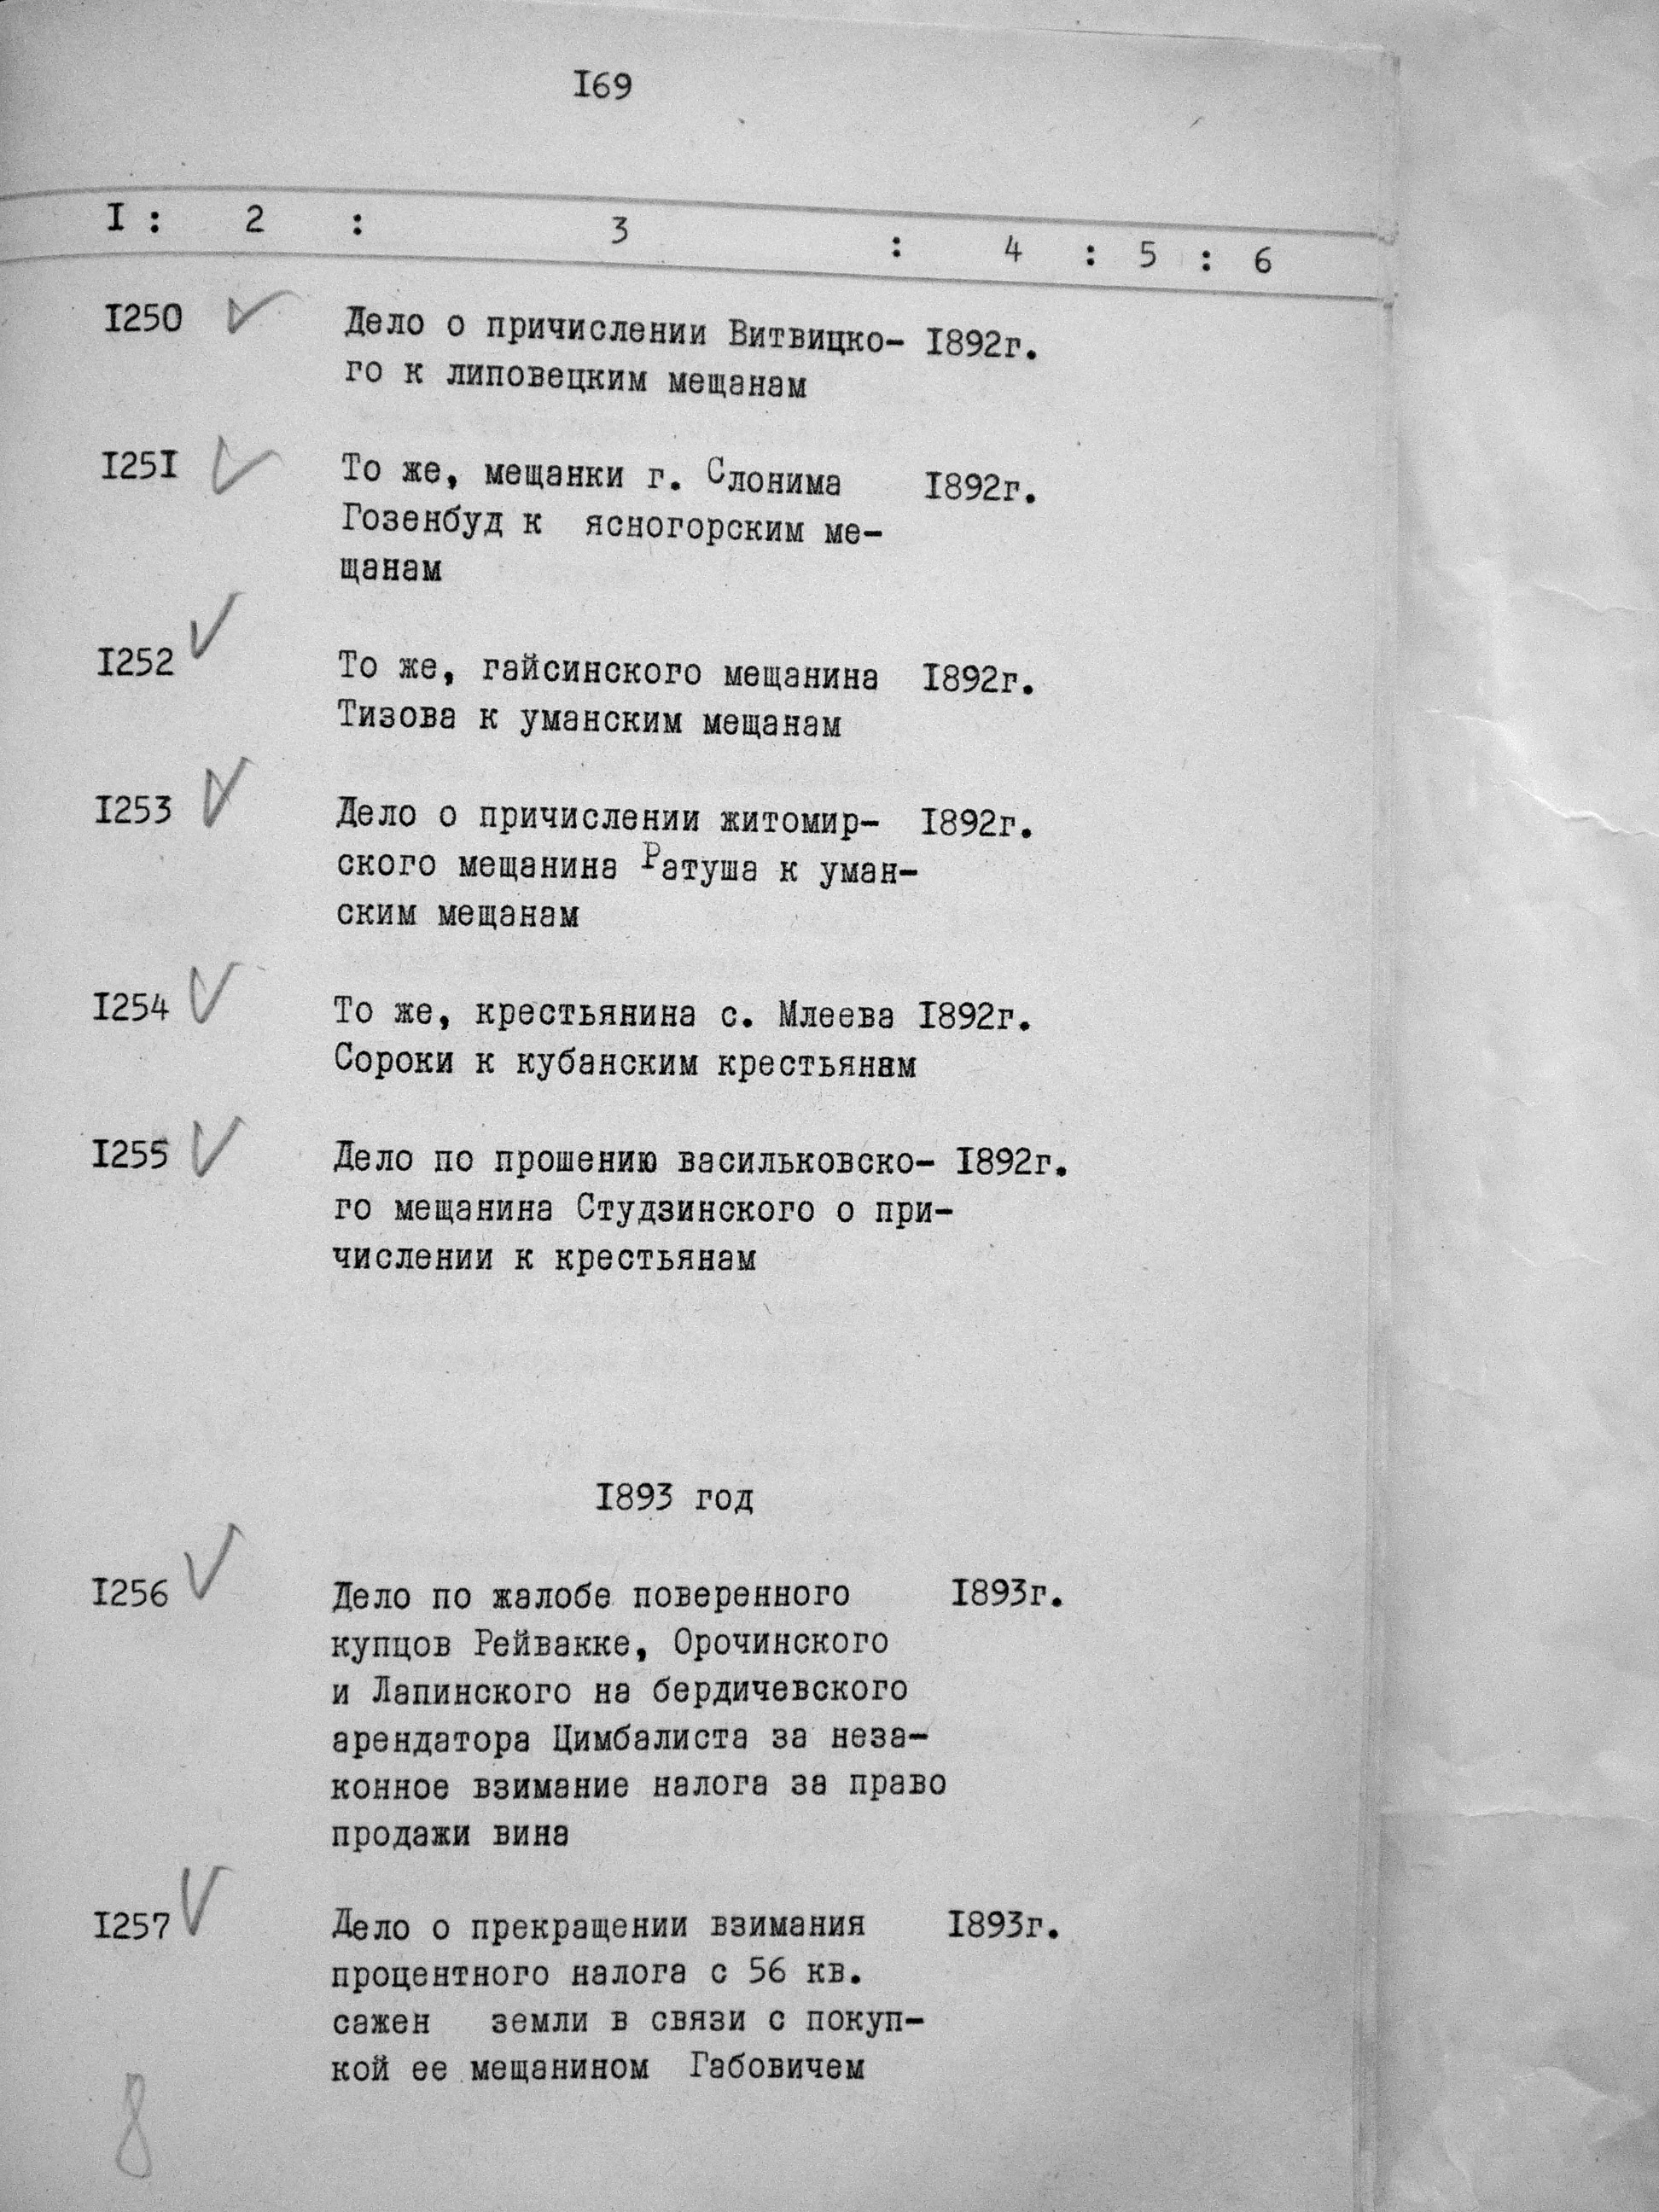 I69
I : 2 : 3 : 4 : 5 : 6
I250 Дело о причислении Витвицко- I892г.
го к липовецким мещанам
I25I То же, мещанки г. Слонима I892г.
Гозенбуд к ясногорским ме-
щанам
I252 То же, гайсинского мещанина I892г.
Тизова к уманским мещанам
I253 Дело о причислении житомир- I892г.
ского мещанина Ратуша к уман-
ским мещанам
I254 То же, крестьянина с. Млеева I892г.
Сороки к кубанским крестьянам
I255 Дело по прошению васильковско- I892г.
го мещанина Студзинского о при-
числении к крестьянам
I893 год
I256 Дело по жалобе поверенного I893г.
купцов Рейвакке, Орочинского
и Лапинского на бердичевского
арендатора Цимбалиста за неза-
конное взимание налога за право
продажи вина
I257 Дело о прекращении взимания I893г.
процентного налога с 56 кв.
сажен земли в связи с покуп-
кой ее мещанином Габовичем
8